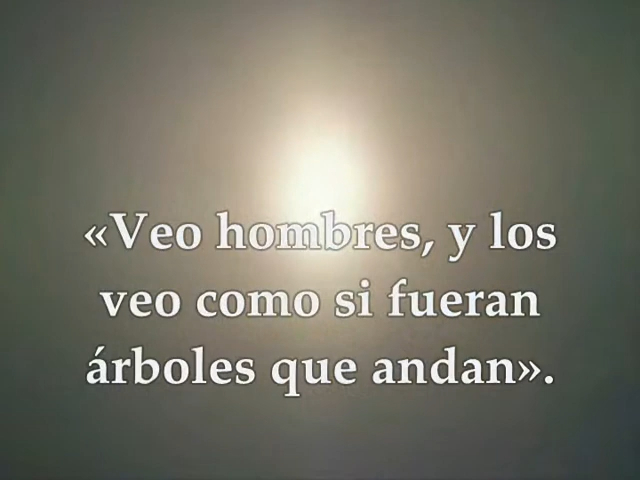 «Veo hombres, y los
veo como si fueran
árboles que andan».